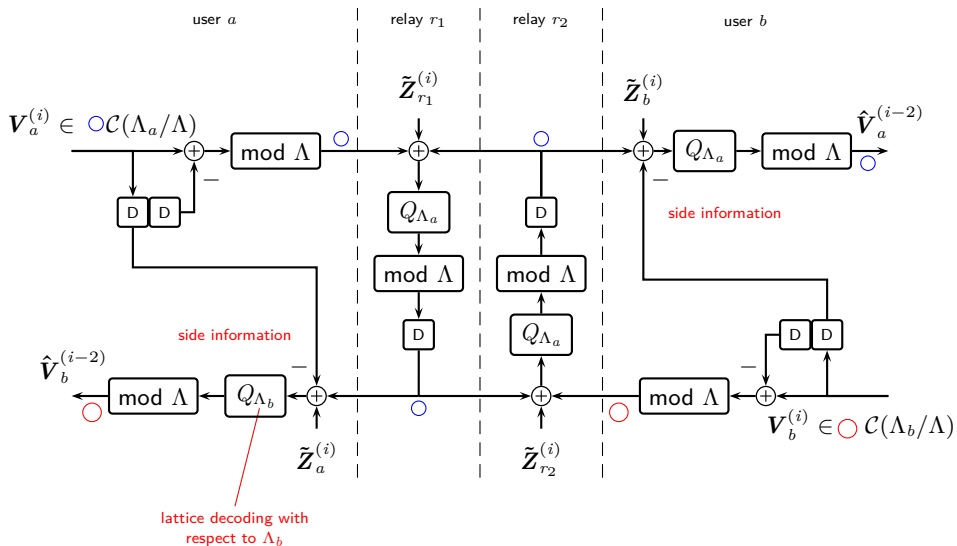 user a
relay r₁
relay r₂
user b
Z̃_{r₁}^{(i)}
Z̃_b^{(i)}
V_a^{(i)} ∈ C(Λ_a/Λ)
V̂_a^{(i−2)}
+
mod Λ
+
+
Q_{Λ_a}
mod Λ
−
−
D D
Q_{Λ_a}
D
side information
mod Λ
mod Λ
side information
D
Q_{Λ_a}
D D
V̂_b^{(i−2)}
−
−
mod Λ
Q_{Λ_b}
+
+
mod Λ
+
Z̃_a^{(i)}
Z̃_{r₂}^{(i)}
V_b^{(i)} ∈ C(Λ_b/Λ)
lattice decoding with
respect to Λ_b